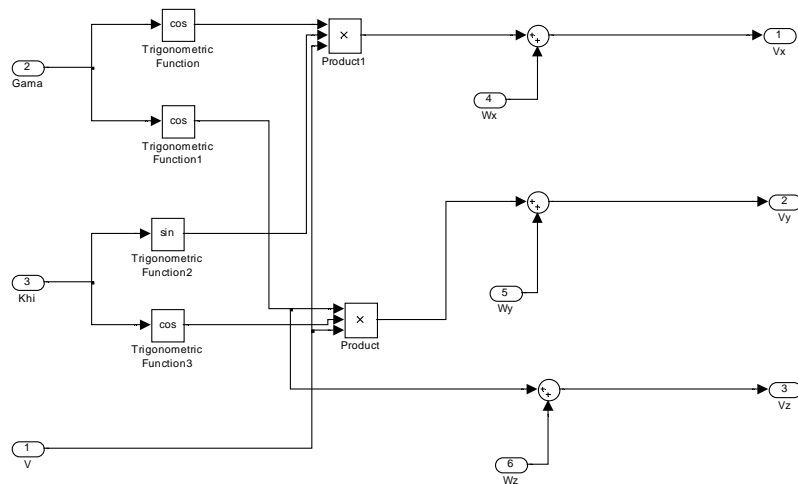 cos
Trigonometric
Function
2
Gama
cos
Trigonometric
Function1
×
Product1
1
Vx
4
Wx
sin
Trigonometric
Function2
3
Khi
cos
Trigonometric
Function3
×
Product
2
Vy
5
Wy
3
Vz
1
V
6
Wz